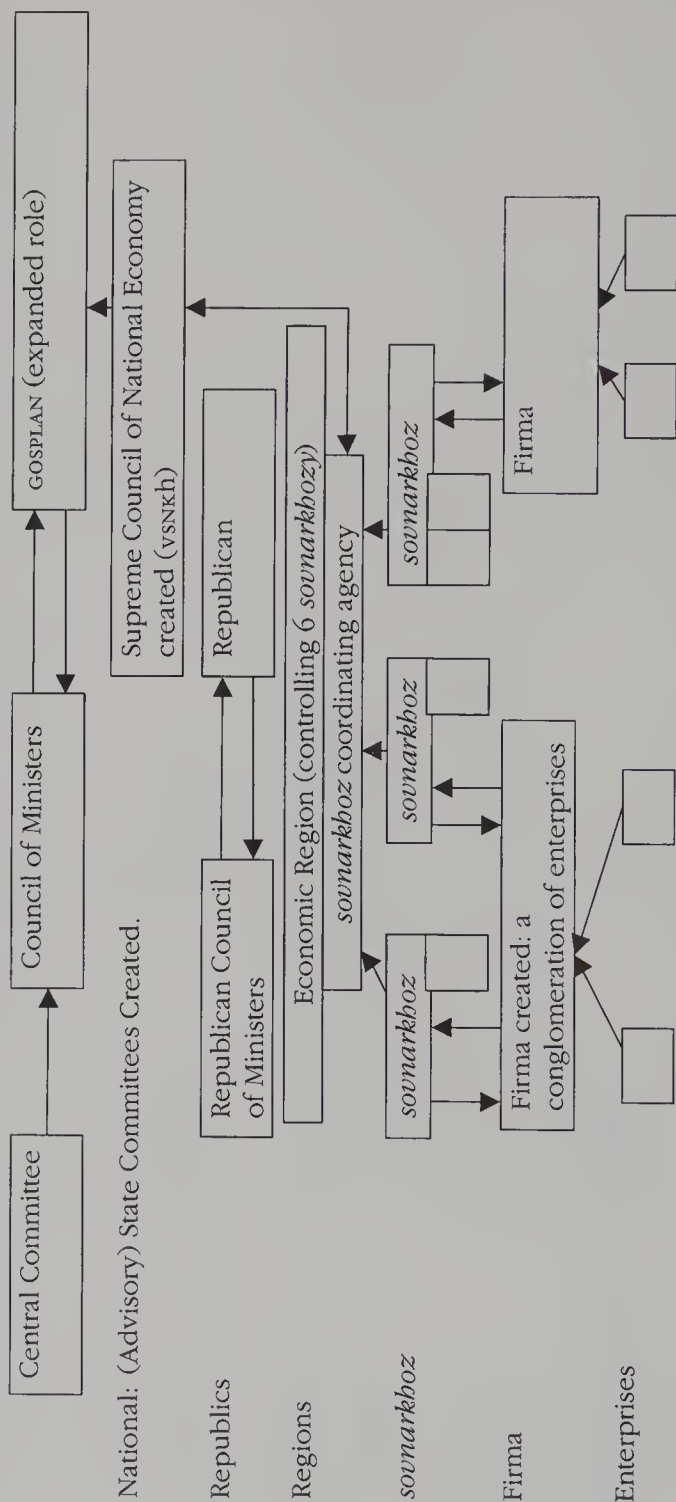 Central Committee
Council of Ministers
GOSPLAN (expanded role)
National: (Advisory) State Committees Created.
Supreme Council of National Economy
created (VSNKh)
Republics
Republican Council
of Ministers
Republican
Regions
Economic Region (controlling 6 sovnarkhozy)
sovnarkhoz coordinating agency
sovnarkhoz
sovnarkhoz
sovnarkhoz
sovnarkhoz
Firma
Firma created: a
conglomeration of enterprises
Firma
Enterprises